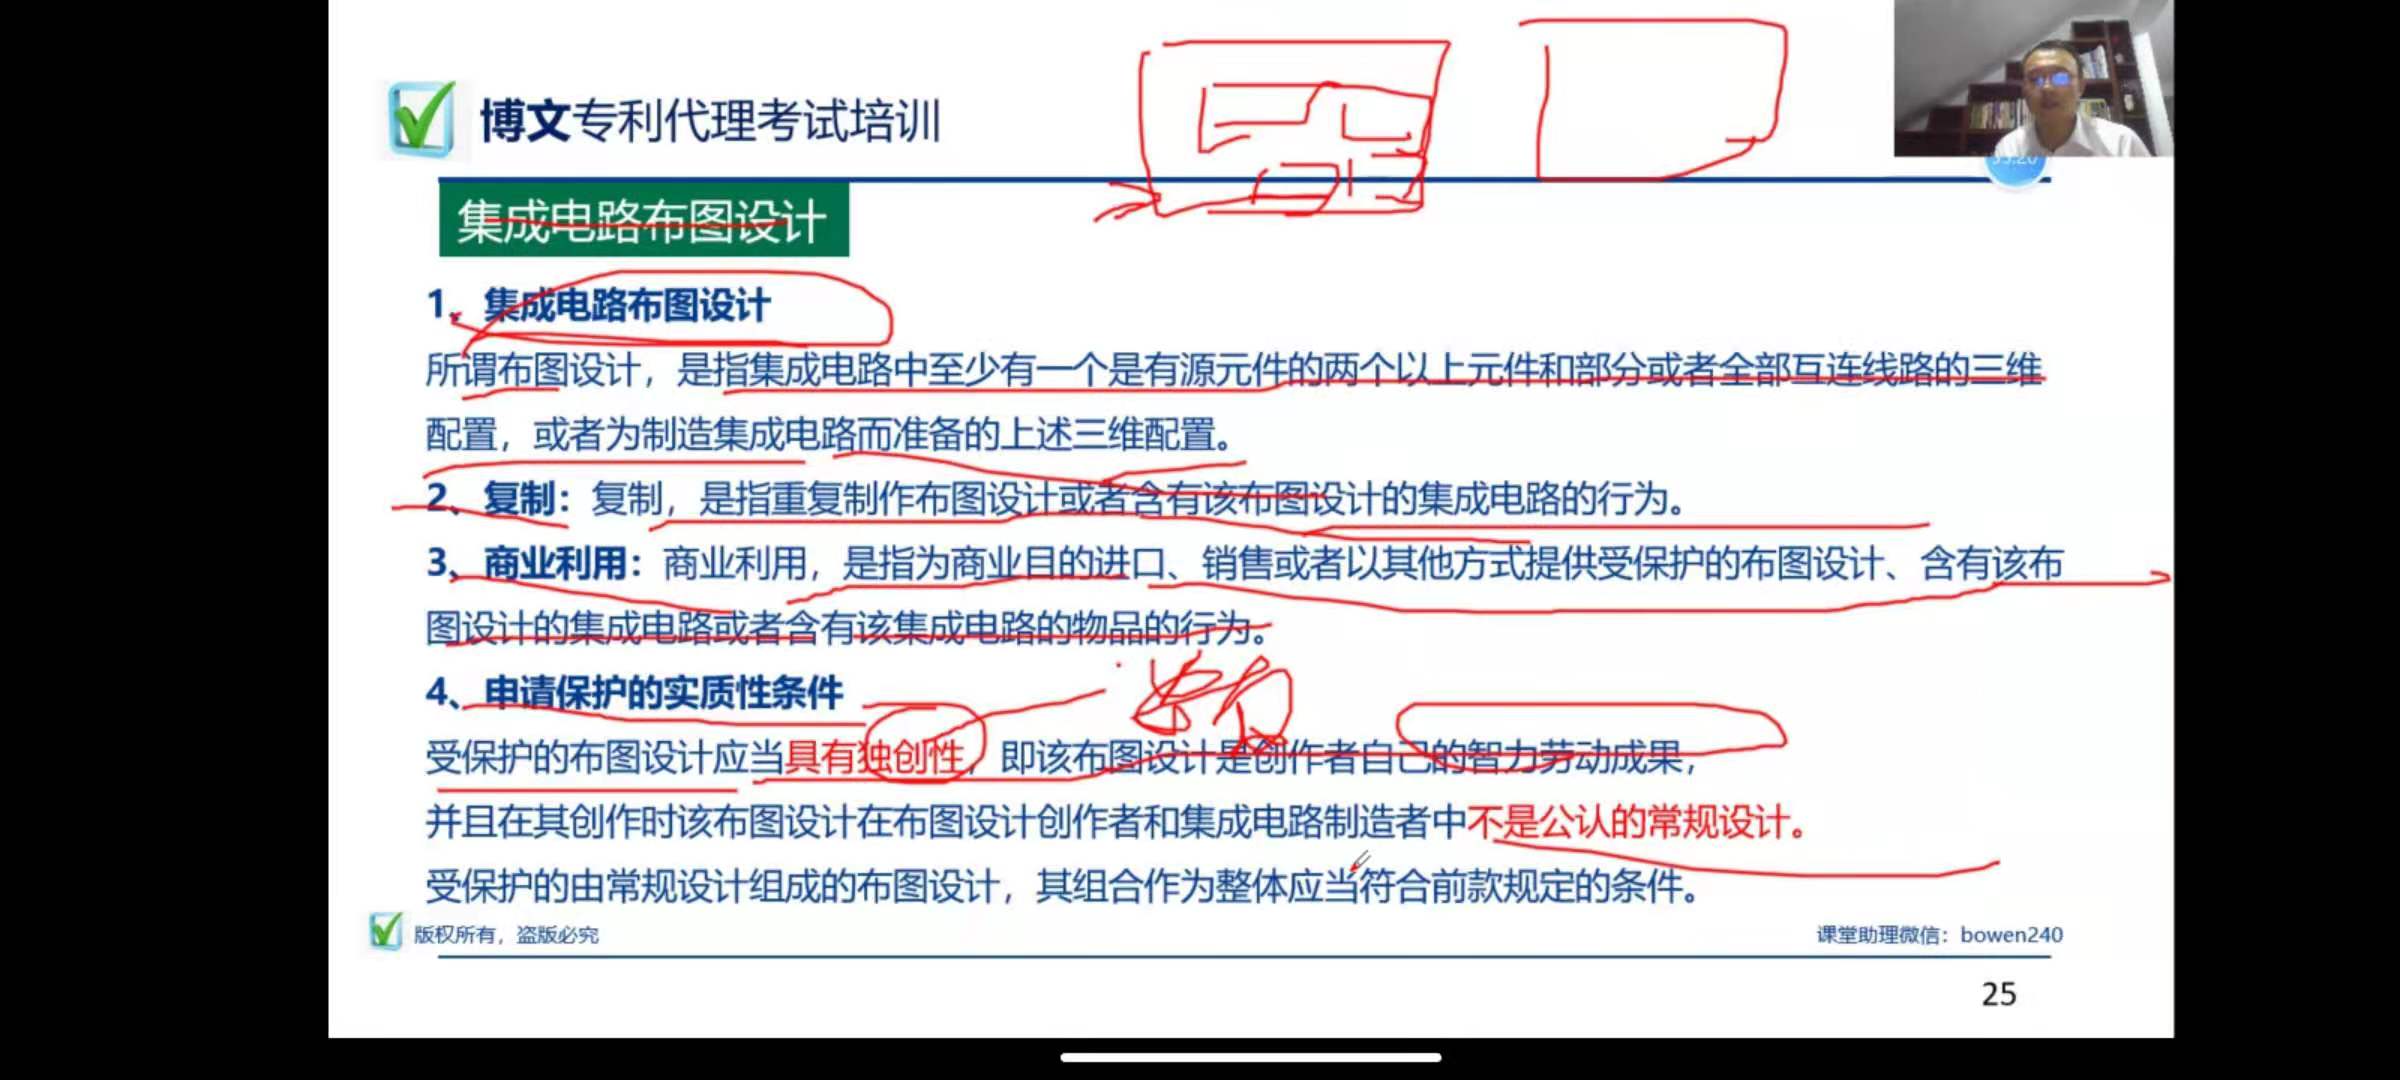 博文专利代理考试培训
集成电路布图设计
1、集成电路布图设计
所谓布图设计，是指集成电路中至少有一个是有源元件的两个以上元件和部分或者全部互连线路的三维
配置，或者为制造集成电路而准备的上述三维配置。
2、复制：复制，是指重复制作布图设计或者含有该布图设计的集成电路的行为。
3、商业利用：商业利用，是指为商业目的进口、销售或者以其他方式提供受保护的布图设计、含有该布
图设计的集成电路或者含有该集成电路的物品的行为。
4、申请保护的实质性条件
受保护的布图设计应当具有独创性，即该布图设计是创作者自己的智力劳动成果，
并且在其创作时该布图设计在布图设计创作者和集成电路制造者中不是公认的常规设计。
受保护的由常规设计组成的布图设计，其组合作为整体应当符合前款规定的条件。
版权所有，盗版必究
课堂助理微信：bowen240
25